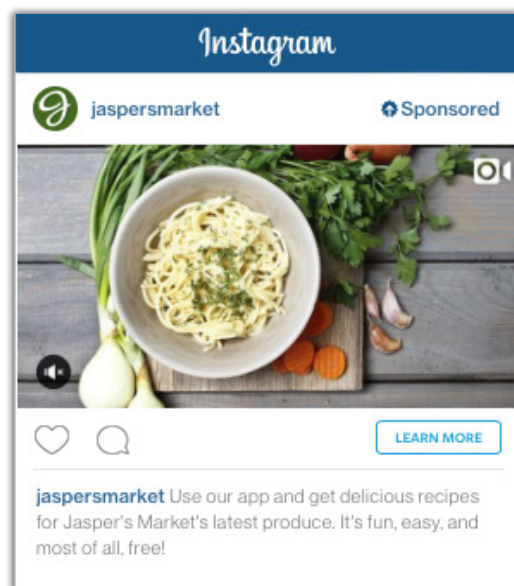 Instagram
jaspersmarket
Sponsored
LEARN MORE
jaspersmarket Use our app and get delicious recipes
for Jasper's Market's latest produce. It's fun, easy, and
most of all, free!